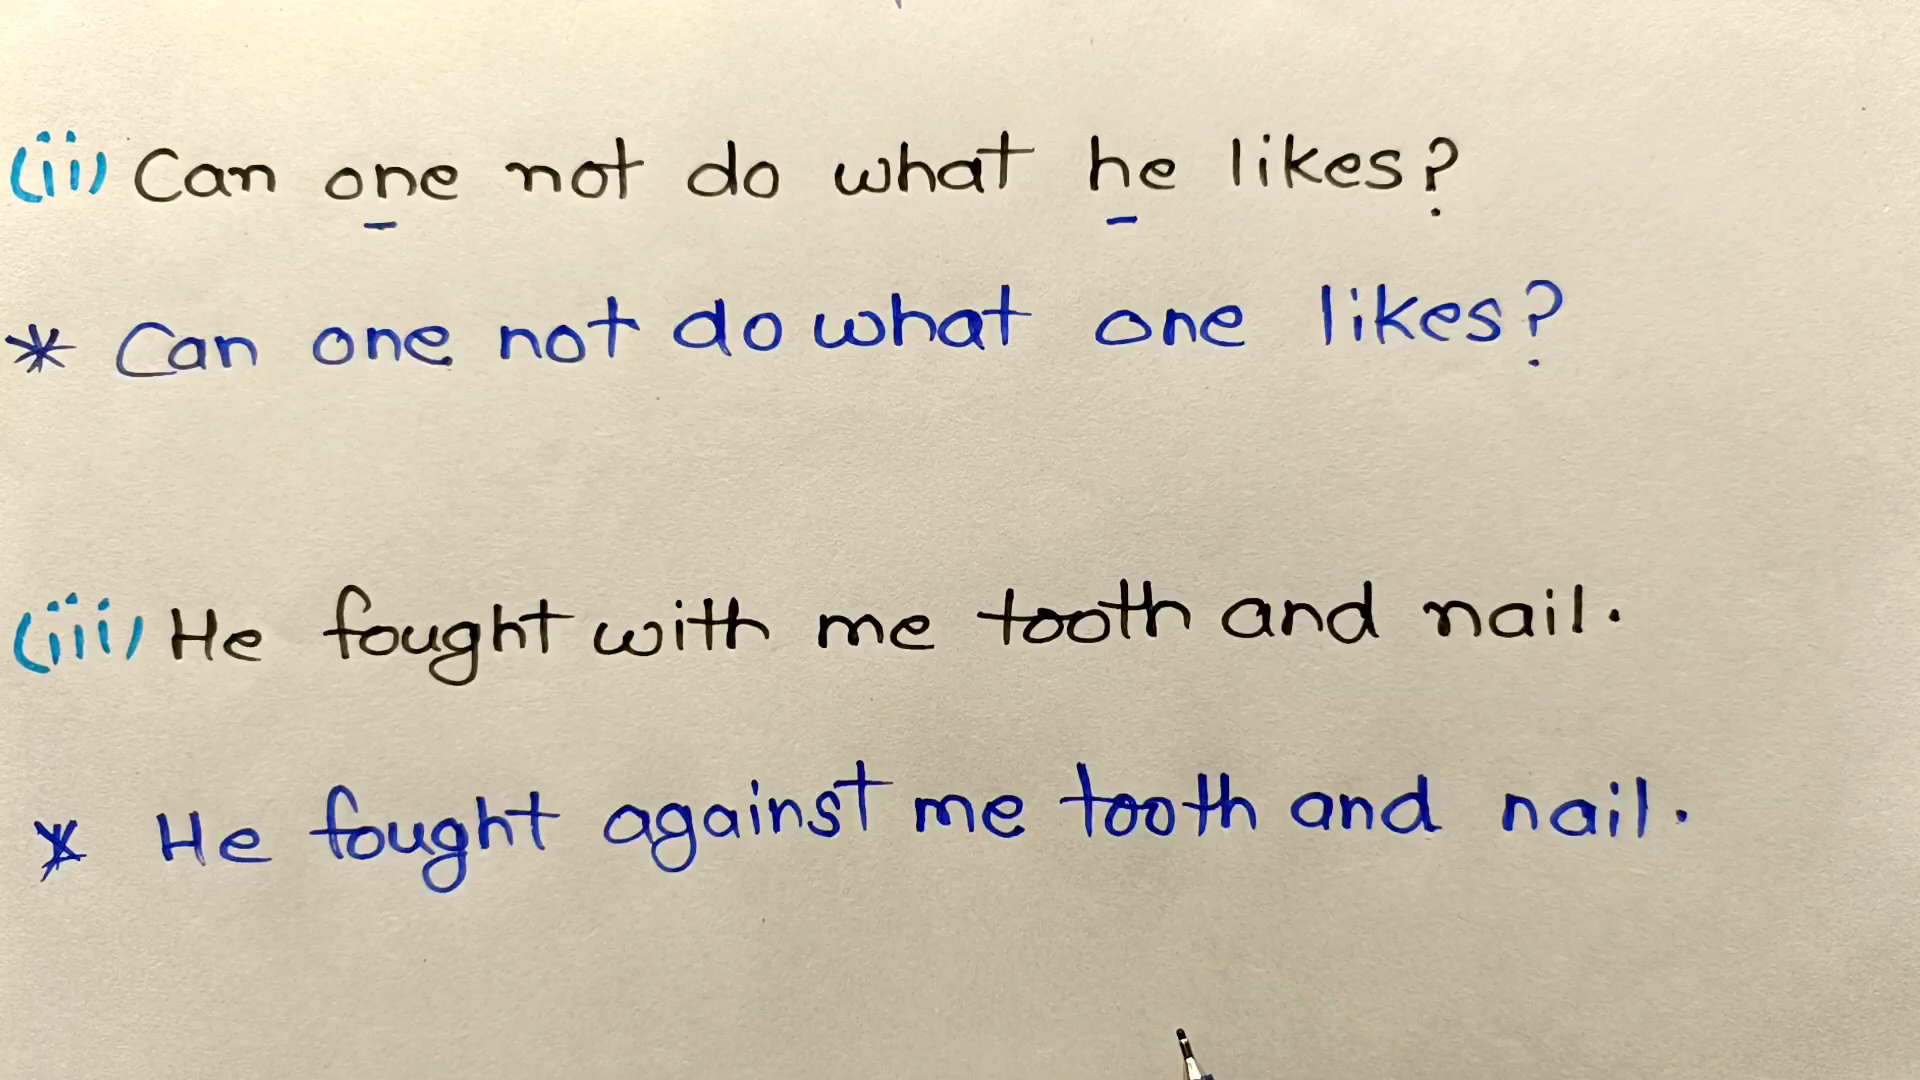 (ii) Can one not do what he likes?
* Can one not do what one likes?
(iii) He fought with me tooth and nail.
* He fought against me tooth and nail.